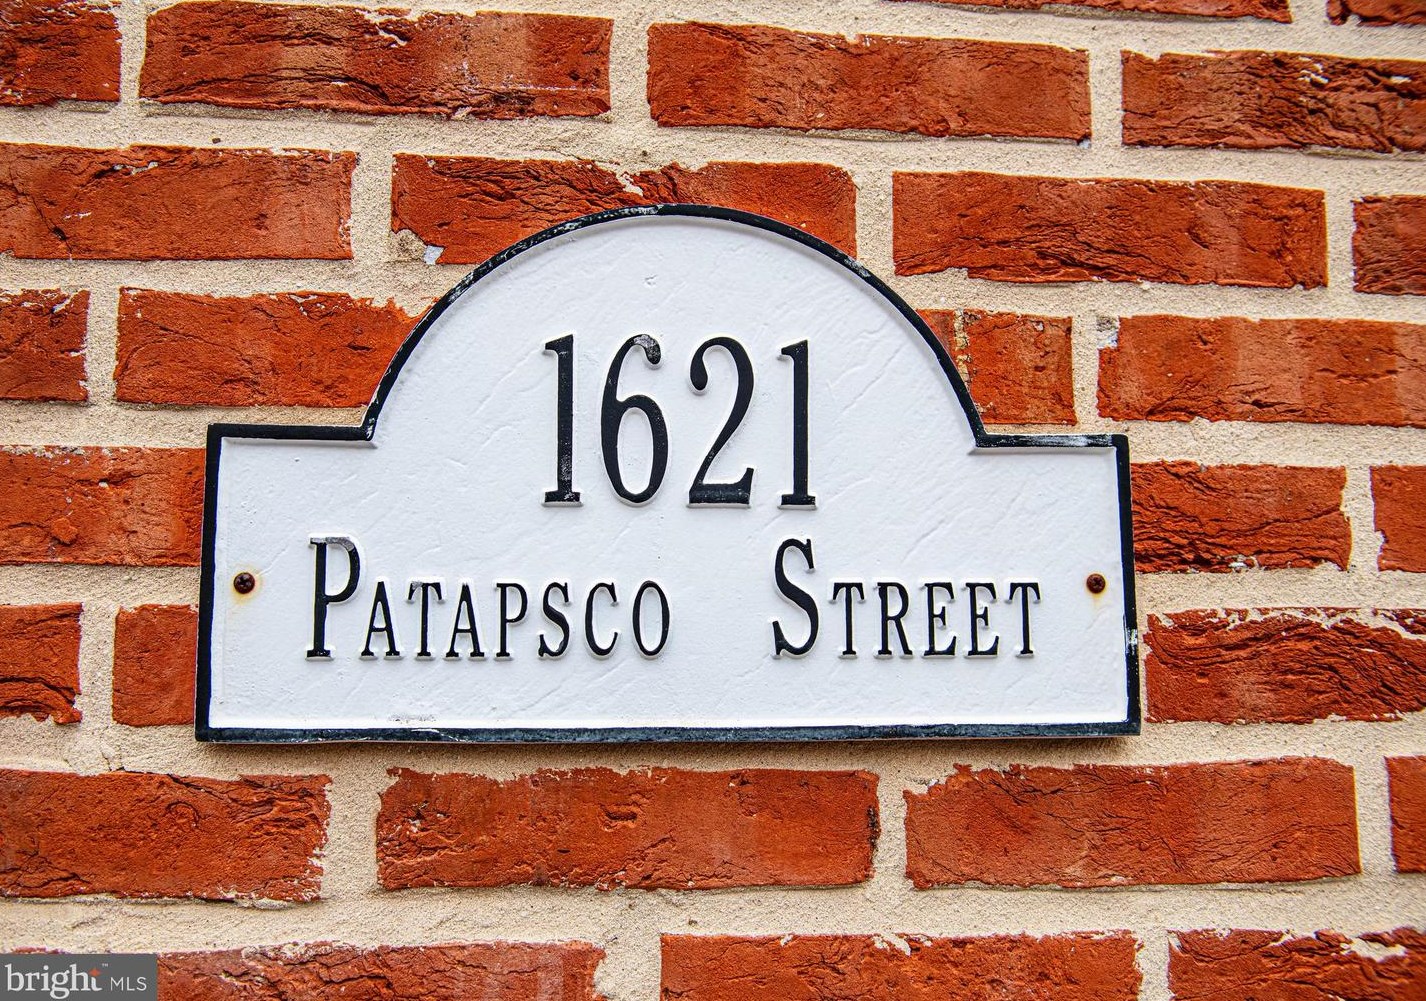 1621
PATAPSCO STREET
bright MLS